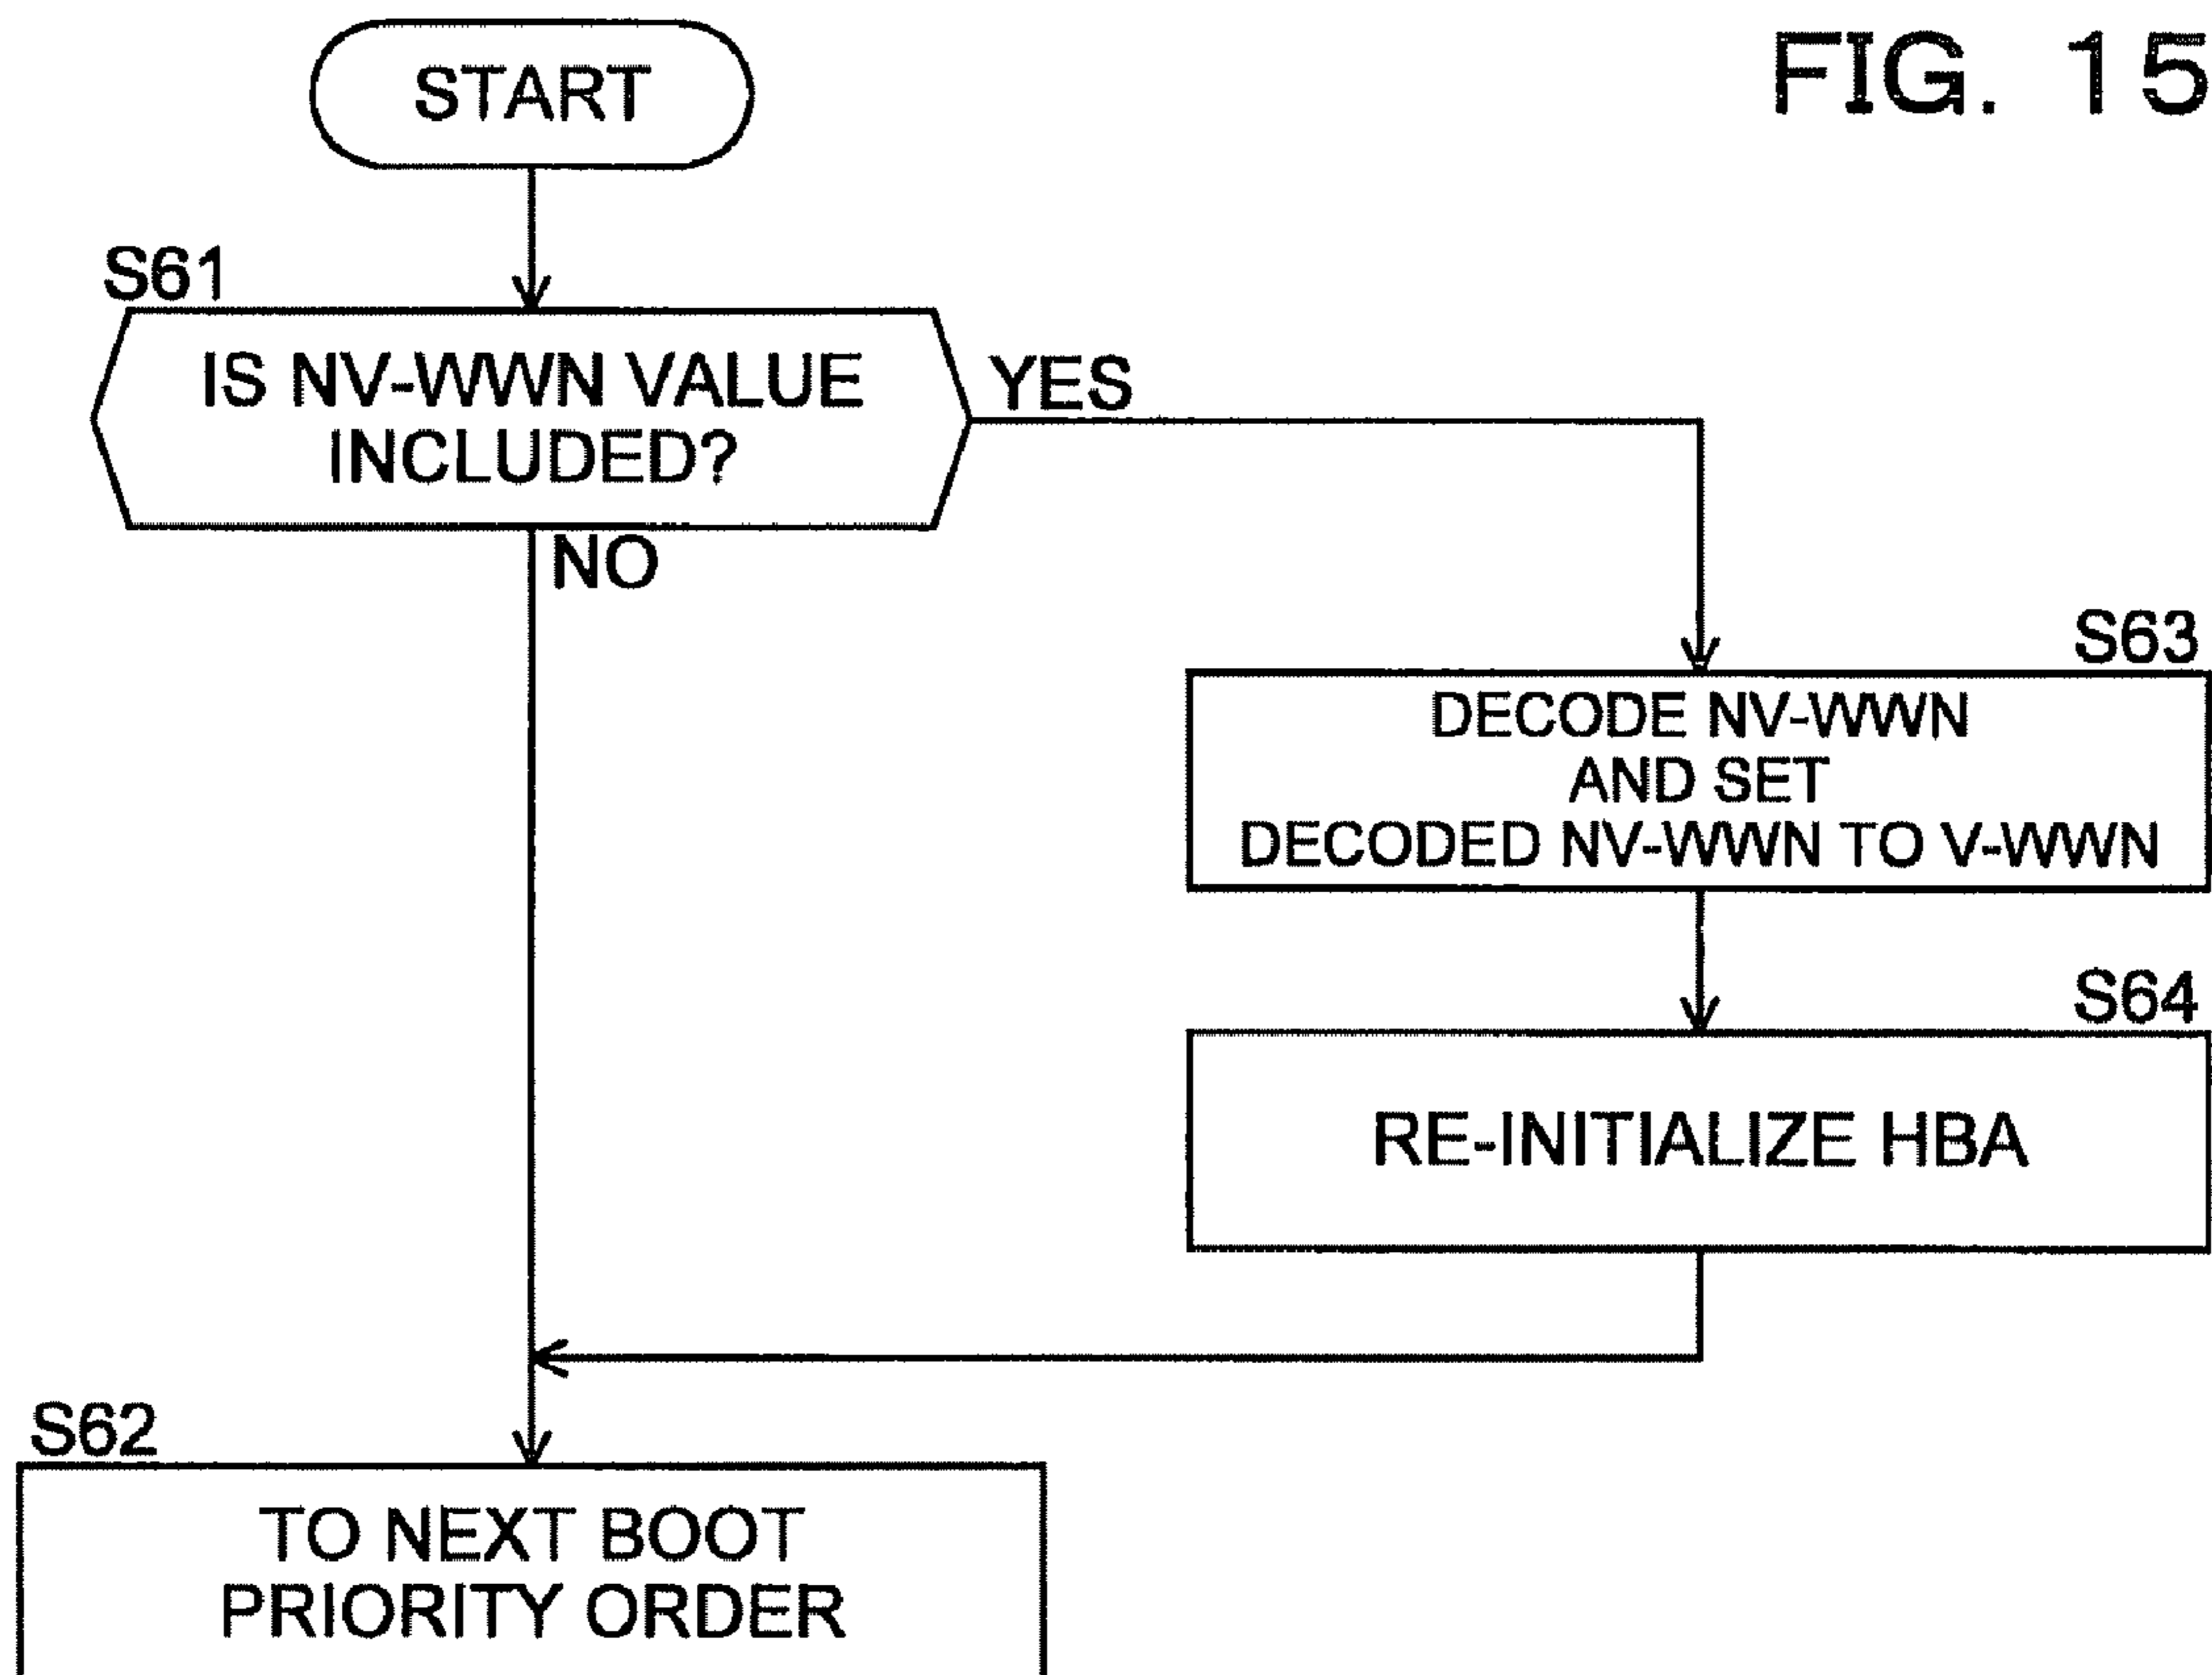 FIG. 15
START
S61
IS NV-WWN VALUE
INCLUDED?
YES
NO
S63
DECODE NV-WWN
AND SET
DECODED NV-WWN TO V-WWN
S64
RE-INITIALIZE HBA
S62
TO NEXT BOOT
PRIORITY ORDER